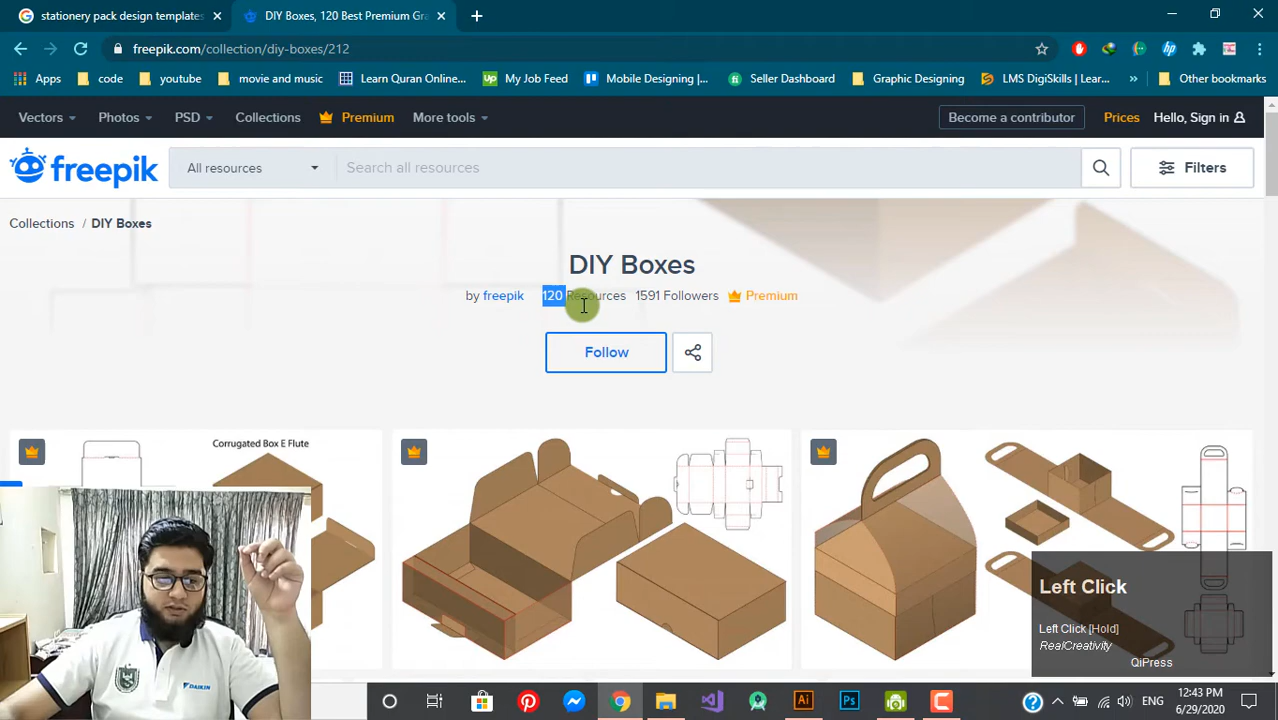 stationery pack design templates
DIY Boxes, 120 Best Premium Gra
freepik.com/collection/diy-boxes/212
Apps
code
youtube
movie and music
Learn Quran Online...
My Job Feed
Mobile Designing |...
Seller Dashboard
Graphic Designing
LMS DigiSkills | Lear...
»
Other bookmarks
Vectors
Photos
PSD
Collections
Premium
More tools
Become a contributor
Prices
Hello, Sign in
freepik
All resources
Search all resources
Filters
Collections / DIY Boxes
DIY Boxes
by freepik 120 Resources 1591 Followers Premium
Follow
Corrugated Box E Flute
Left Click
Left Click [Hold]
RealCreativity
QiPress
DAIKIN
ENG
12:43 PM
6/29/2020